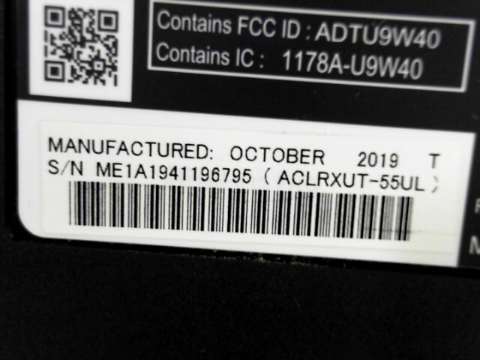 Contains FCC ID : ADTU9W40
Contains IC : 1178A-U9W40
MANUFACTURED: OCTOBER 2019 T
S/N ME1A1941196795 ( ACLRXUT-55UL )